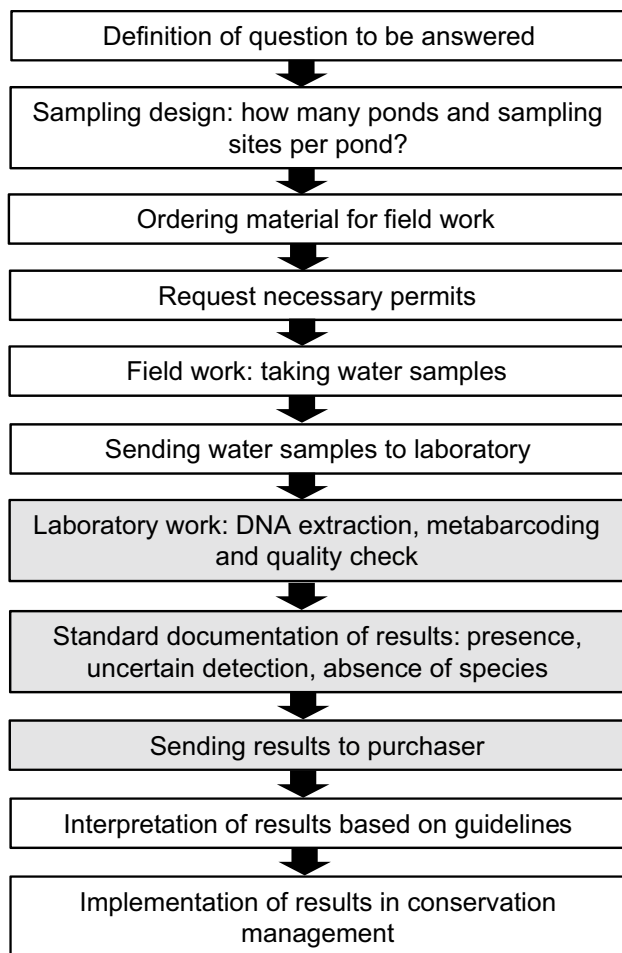 Definition of question to be answered
Sampling design: how many ponds and sampling
sites per pond?
Ordering material for field work
Request necessary permits
Field work: taking water samples
Sending water samples to laboratory
Laboratory work: DNA extraction, metabarcoding
and quality check
Standard documentation of results: presence,
uncertain detection, absence of species
Sending results to purchaser
Interpretation of results based on guidelines
Implementation of results in conservation
management